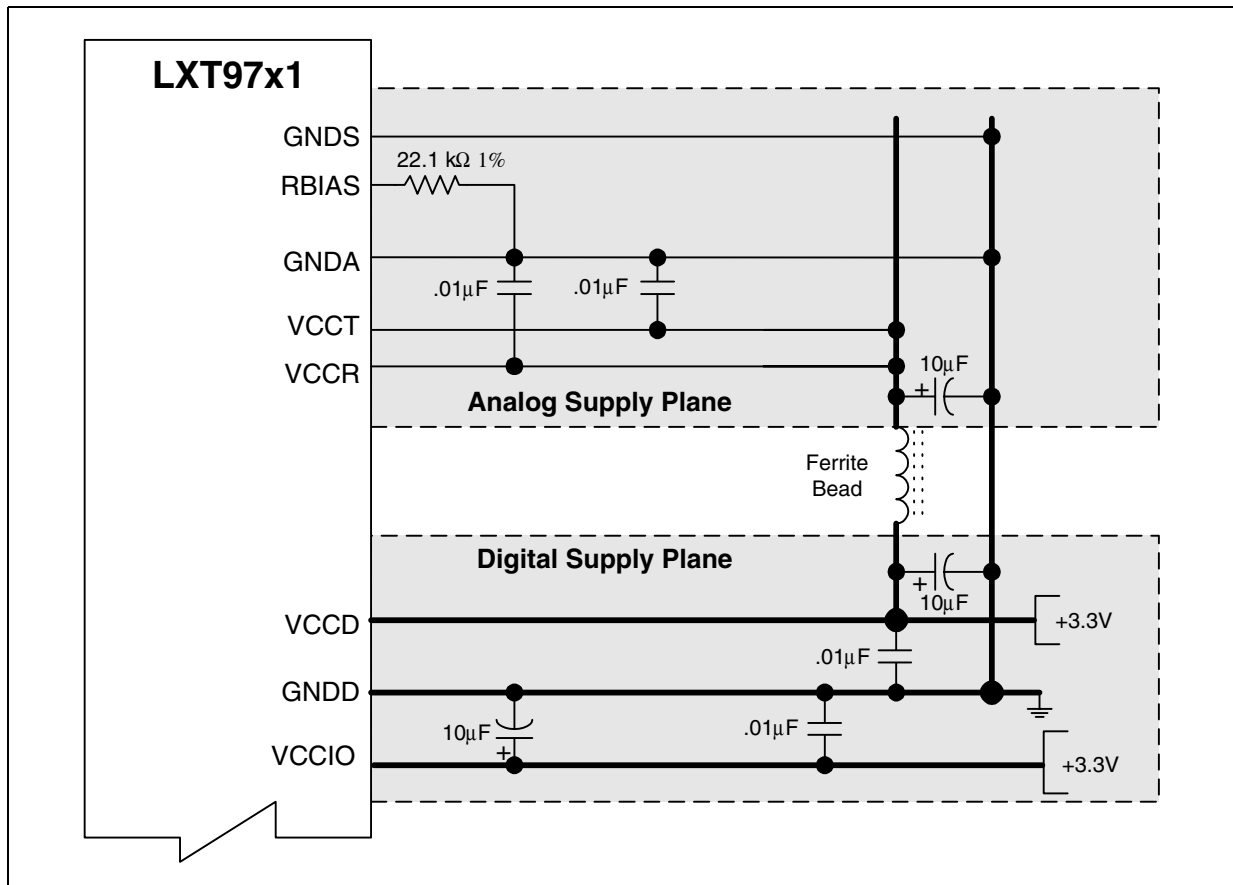 LXT97x1
GNDS
22.1 kΩ 1%
RBIAS
GNDA
.01μF
.01μF
VCCT
VCCR
10μF
+
Analog Supply Plane
Ferrite
Bead
Digital Supply Plane
+
10μF
VCCD
+3.3V
.01μF
GNDD
10μF
+
.01μF
VCCIO
+3.3V